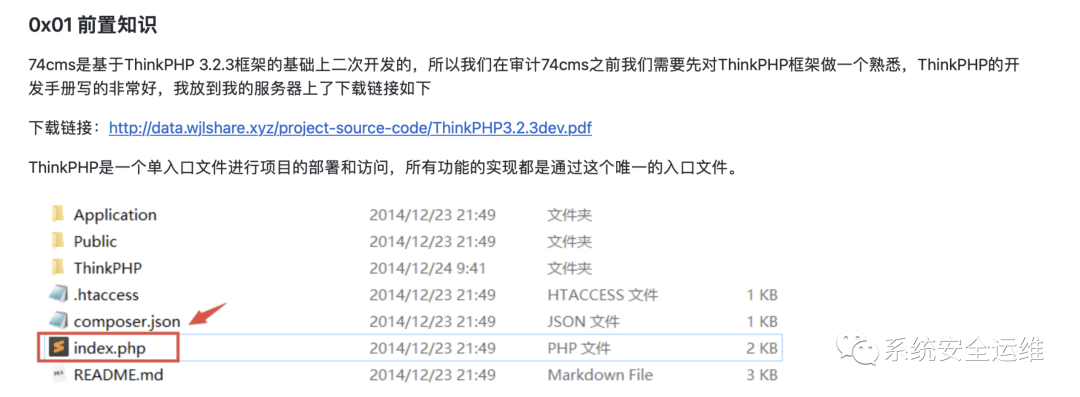 0x01 前置知识
74cms是基于ThinkPHP 3.2.3框架的基础上二次开发的，所以我们在审计74cms之前我们需要先对ThinkPHP框架做一个熟悉，ThinkPHP的开
发手册写的非常好，我放到我的服务器上了下载链接如下
下载链接：http://data.wjlshare.xyz/project-source-code/ThinkPHP3.2.3dev.pdf
ThinkPHP是一个单入口文件进行项目的部署和访问，所有功能的实现都是通过这个唯一的入口文件。
Application 2014/12/23 21:49 文件夹
Public 2014/12/23 21:49 文件夹
ThinkPHP 2014/12/24 9:41 文件夹
.htaccess 2014/12/23 21:49 HTACCESS 文件 1 KB
composer.json 2014/12/23 21:49 JSON 文件 1 KB
index.php 2014/12/23 21:49 PHP 文件 2 KB
README.md 2014/12/23 21:49 Markdown File 3 KB
系统安全运维